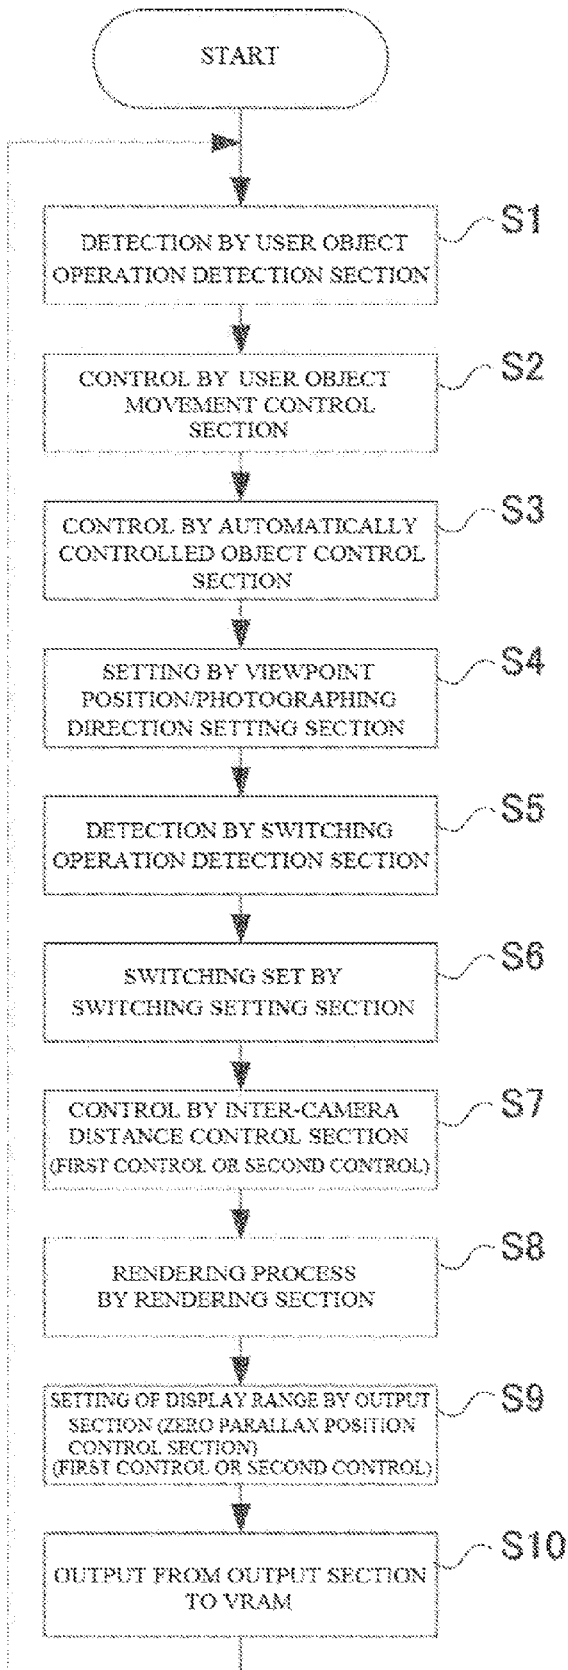 START
S1
DETECTION BY USER OBJECT
OPERATION DETECTION SECTION
S2
CONTROL BY USER OBJECT
MOVEMENT CONTROL
SECTION
S3
CONTROL BY AUTOMATICALLY
CONTROLLED OBJECT CONTROL
SECTION
S4
SETTING BY VIEWPOINT
POSITION/PHOTOGRAPHING
DIRECTION SETTING SECTION
S5
DETECTION BY SWITCHING
OPERATION DETECTION SECTION
S6
SWITCHING SET BY
SWITCHING SETTING SECTION
S7
CONTROL BY INTER-CAMERA
DISTANCE CONTROL SECTION
(FIRST CONTROL OR SECOND CONTROL)
S8
RENDERING PROCESS
BY RENDERING SECTION
S9
SETTING OF DISPLAY RANGE BY OUTPUT
SECTION (ZERO PARALLAX POSITION
CONTROL SECTION)
(FIRST CONTROL OR SECOND CONTROL)
S10
OUTPUT FROM OUTPUT SECTION
TO VRAM